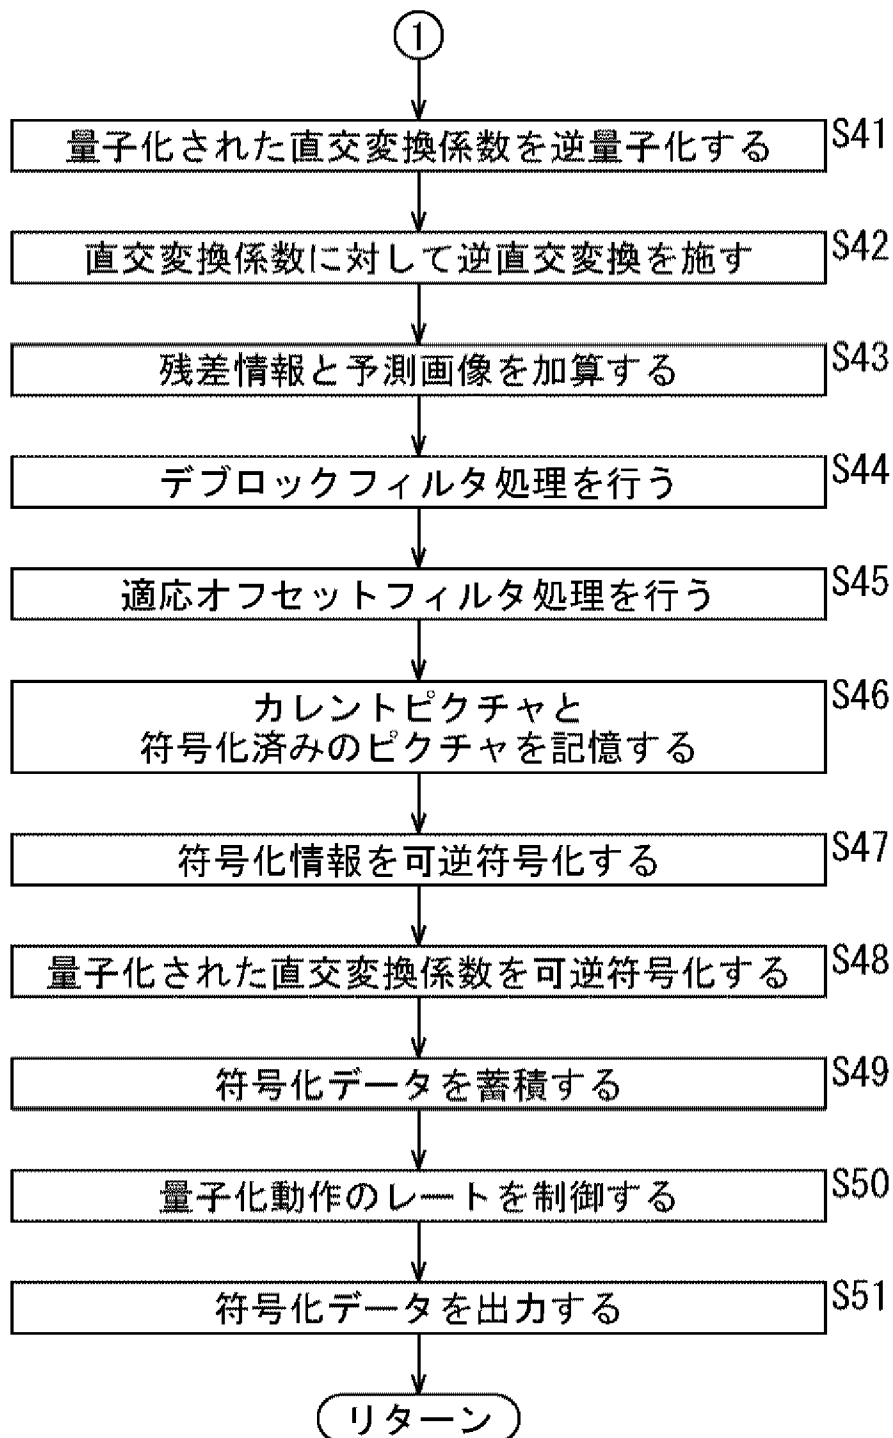 ①
量子化された直交変換係数を逆量子化する S41
直交変換係数に対して逆直交変換を施す S42
残差情報と予測画像を加算する S43
デブロックフィルタ処理を行う S44
適応オフセットフィルタ処理を行う S45
カレントピクチャと S46
符号化済みのピクチャを記憶する
符号化情報を可逆符号化する S47
量子化された直交変換係数を可逆符号化する S48
符号化データを蓄積する S49
量子化動作のレートを制御する S50
符号化データを出力する S51
リターン